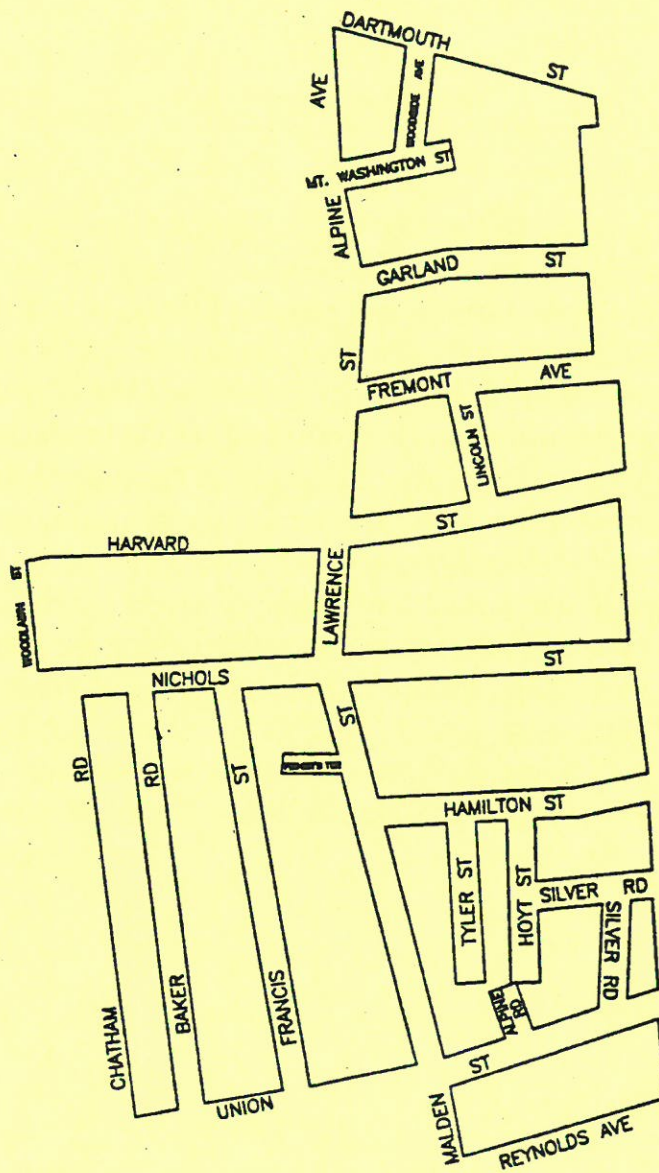 DARTMOUTH ST
AVE
WOODSIDE AVE
MT. WASHINGTON ST
ALPINE
GARLAND ST
ST
FREMONT AVE
LINCOLN ST
HARVARD ST
WOODLAWN ST
LAWRENCE
NICHOLS ST
ST
RD
RD
ST
HAMILTON ST
TYLER ST
HOYT ST
SILVER RD
SILVER RD
ALPINE RD
CHATHAM
BAKER
FRANCIS
UNION ST
MALDEN
REYNOLDS AVE